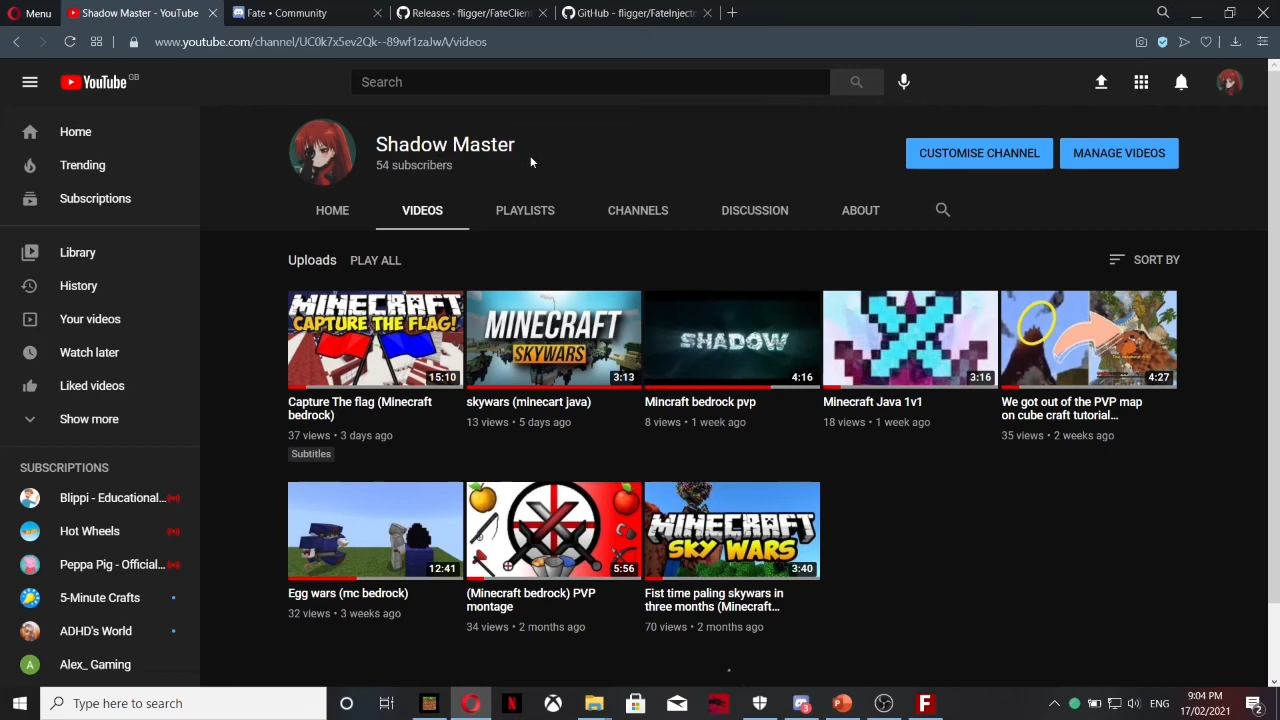 Menu
Shadow Master - YouTube
Fate • Community
Releases · fligger/FateClien
GitHub - fligger/FateInject
www.youtube.com/channel/UC0k7x5ev2Qk--89wf1zaJwA/videos
YouTube GB
Search
Home
Trending
Subscriptions
Library
History
Your videos
Watch later
Liked videos
Show more
SUBSCRIPTIONS
Blippi - Educational...
Hot Wheels
Peppa Pig - Official...
5-Minute Crafts
ADHD's World
A
Alex_ Gaming
Shadow Master
54 subscribers
CUSTOMISE CHANNEL
MANAGE VIDEOS
HOME
VIDEOS
PLAYLISTS
CHANNELS
DISCUSSION
ABOUT
Uploads
PLAY ALL
SORT BY
MINECRAFT
CAPTURE THE FLAG!
15:10
Capture The flag (Minecraft
bedrock)
37 views • 3 days ago
Subtitles
MINECRAFT
SKYWARS
3:13
skywars (minecart java)
13 views • 5 days ago
SHADOW
4:16
Mincraft bedrock pvp
8 views • 1 week ago
3:16
Minecraft Java 1v1
18 views • 1 week ago
4:27
We got out of the PVP map
on cube craft tutorial...
35 views • 2 weeks ago
12:41
Egg wars (mc bedrock)
32 views • 3 weeks ago
5:56
(Minecraft bedrock) PVP
montage
34 views • 2 months ago
MINECRAFT
SKY WARS
3:40
Fist time paling skywars in
three months (Minecraft...
70 views • 2 months ago
Type here to search
ENG
9:04 PM
17/02/2021
2